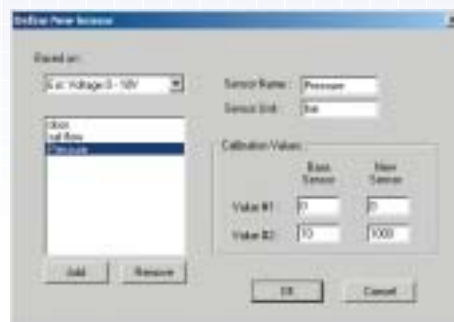 Define New Sensor
Based on:
Ext. Voltage 0 - 10V
Sensor Name: Pressure
Sensor Unit: bar
Pressure
Calibration Values
Base Sensor
New Sensor
Value #1: 0 0
Value #2: 10 1000
Add Remove
OK Cancel